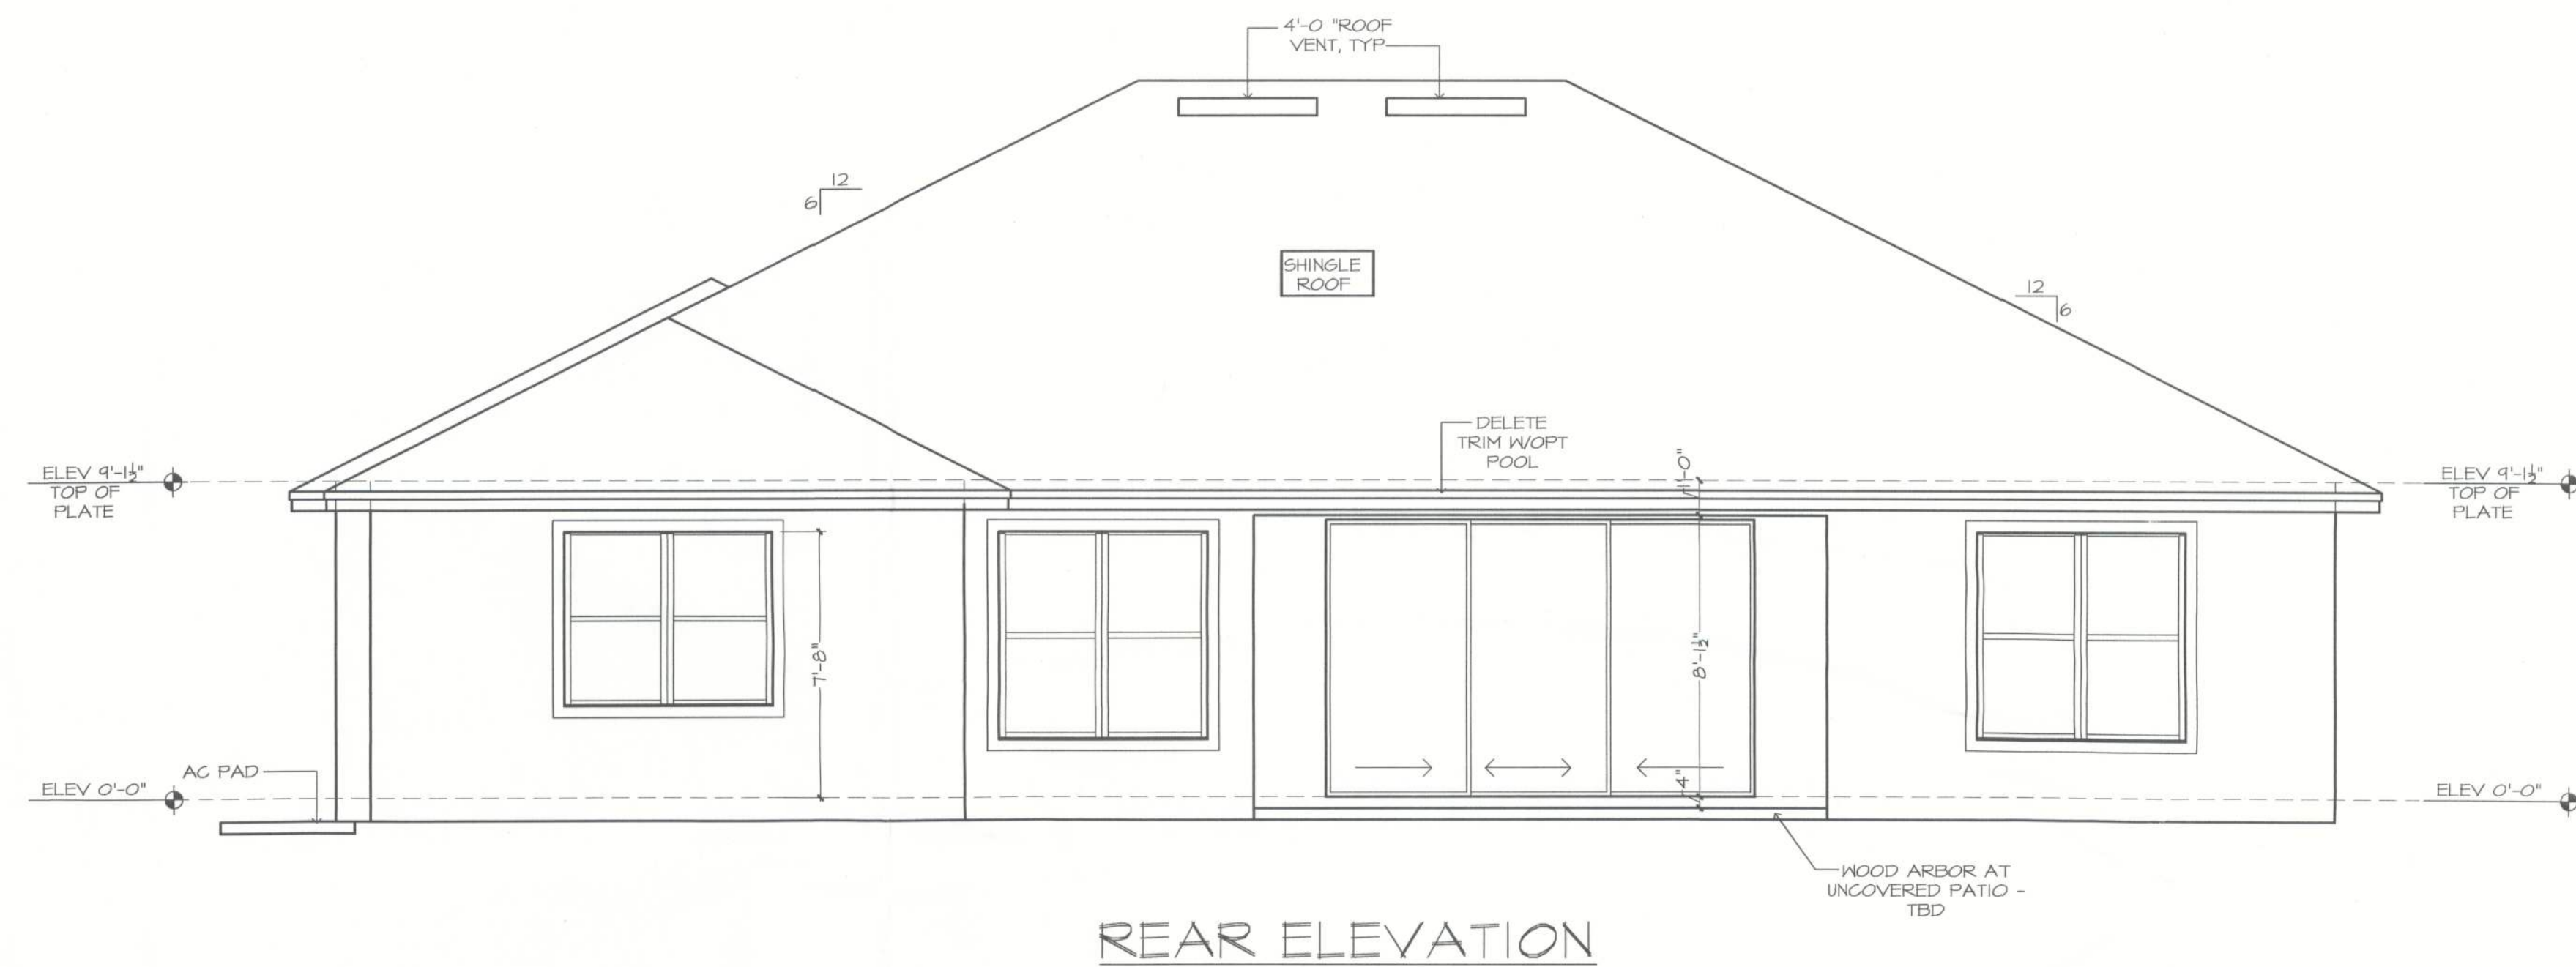 4'-0 "ROOF
VENT, TYP
12
6
SHINGLE
ROOF
12
6
DELETE
TRIM W/OPT
POOL
1'-0"
ELEV 9'-1½"
TOP OF
PLATE
ELEV 9'-1½"
TOP OF
PLATE
7'-8"
8'-1½"
4"
AC PAD
ELEV 0'-0"
ELEV 0'-0"
WOOD ARBOR AT
UNCOVERED PATIO -
TBD
REAR ELEVATION